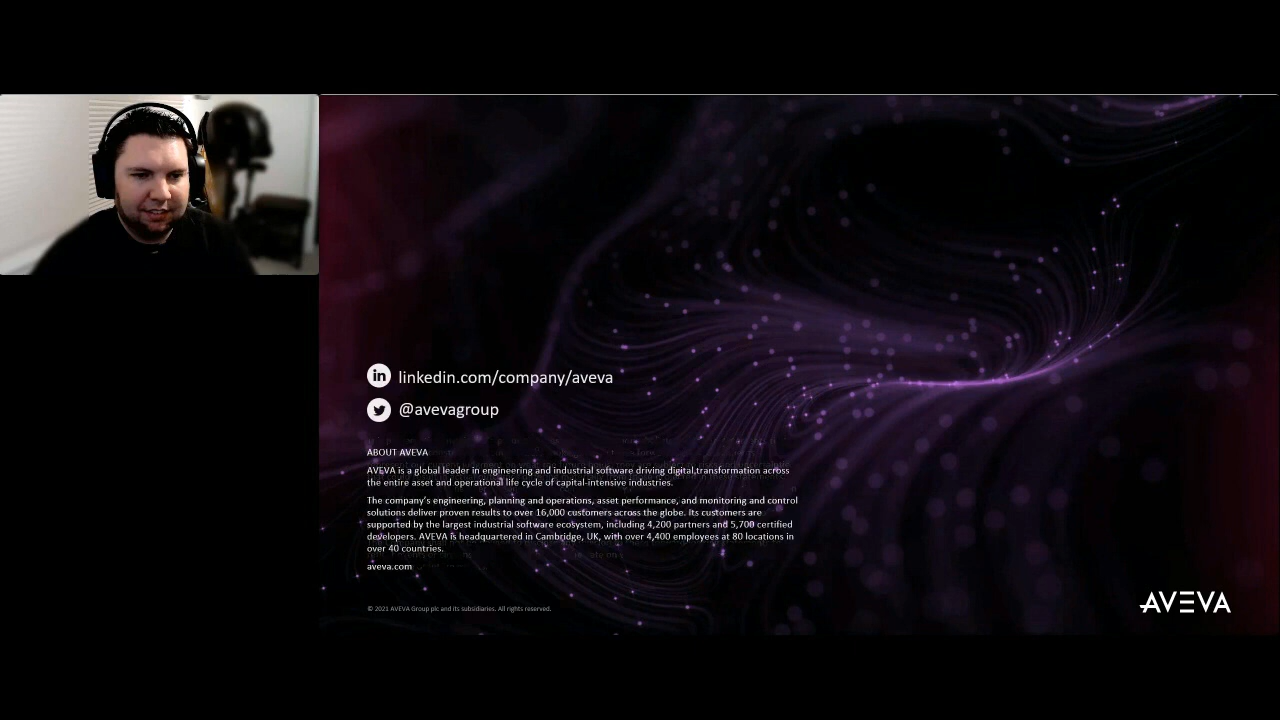 linkedin.com/company/aveva
@avevagroup
ABOUT AVEVA
AVEVA is a global leader in engineering and industrial software driving digital transformation across
the entire asset and operational life cycle of capital-intensive industries.
The company's engineering, planning and operations, asset performance, and monitoring and control
solutions deliver proven results to over 16,000 customers across the globe. Its customers are
supported by the largest industrial software ecosystem, including 4,200 partners and 5,700 certified
developers. AVEVA is headquartered in Cambridge, UK, with over 4,400 employees at 80 locations in
over 40 countries.
aveva.com
© 2021 AVEVA Group plc and its subsidiaries. All rights reserved.
AVEVA